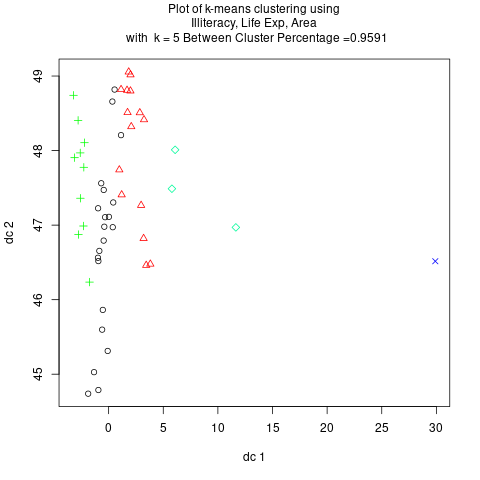 Plot of k-means clustering using
Illiteracy, Life Exp, Area
with  k = 5 Between Cluster Percentage =0.9591
49
48
47
46
45
dc 2
0 5 10 15 20 25 30
dc 1